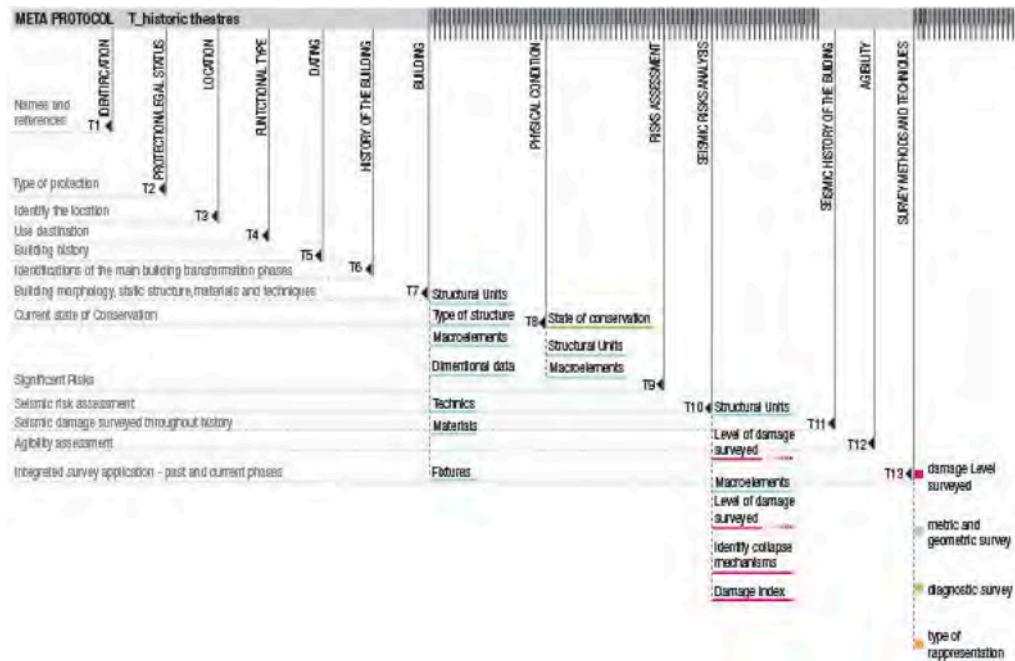 META PROTOCOL T_historic theatres
IDENTIFICATION
PROTECTION/LEGAL STATUS
LOCATION
FUNTCTIONAL TYPE
DATING
HISTORY OF THE BUILDING
BUILDING
PHYSICAL CONDITION
RISKS ASSESSMENT
SEISMIC RISKS ANALYSIS
SEISMIC HISTORY OF THE BUILDING
AGIBILITY
SURVEY METHODS AND TECHNIQUES
Names and
references
T1
Type of protection
T2
Identify the location
T3
Use destination
T4
Building history
T5
Identifications of the main building transformation phases
T6
Building morphology, static structure, materials and techniques
T7
Structural Units
Current state of Conservation
Type of structure
T8
State of conservation
Macroelements
Structural Units
Dimentional data
Macroelements
Significant Risks
T9
Seismic risk assessment
Technics
T10
Structural Units
Seismic damage surveyed throughout history
Materials
T11
Agibility assessment
Level of damage
surveyed
T12
Integrated survey application - past and current phases
Fixtures
Macroelements
T13
damage Level
surveyed
Level of damage
surveyed
metric and
geometric survey
Identify collapse
mechanisms
Damage Index
diagnostic survey
type of
rappresentation